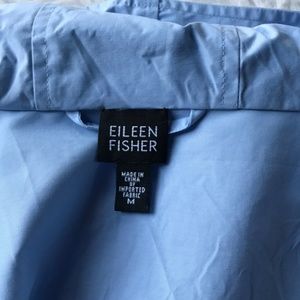 EILEEN
FISHER
MADE IN
CHINA
OF
IMPORTED
FABRIC
M